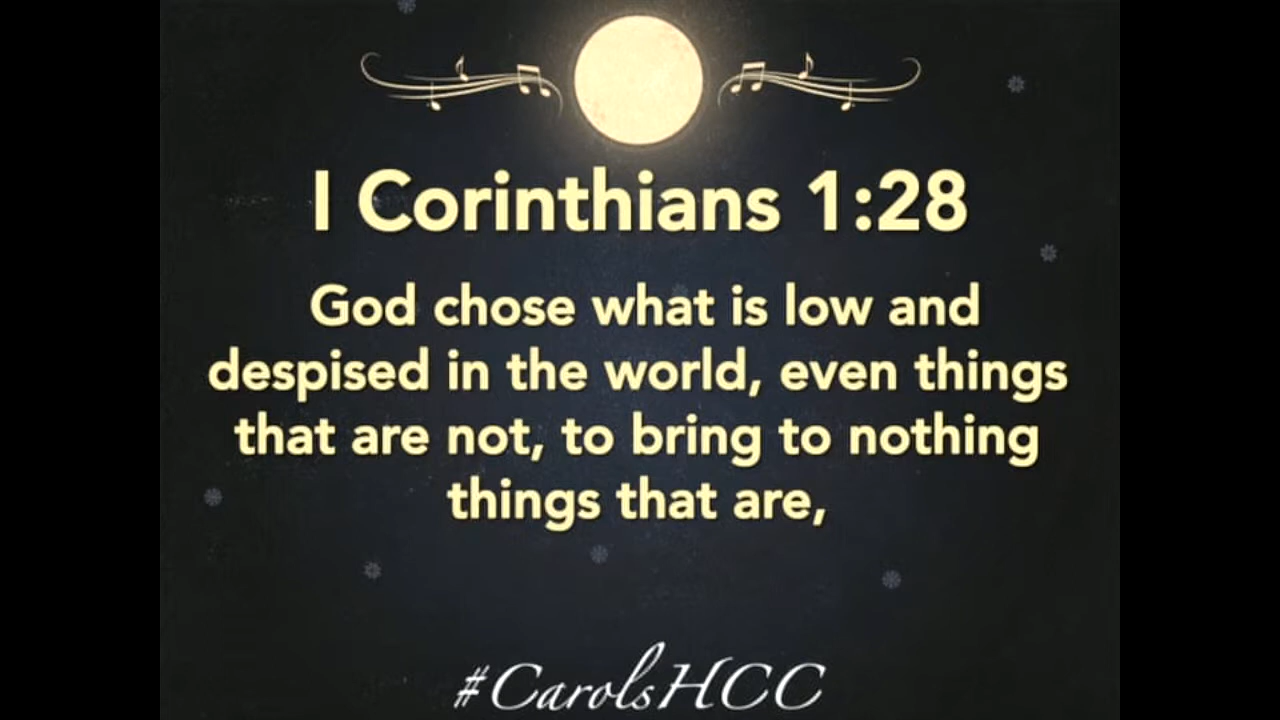 I Corinthians 1:28
God chose what is low and
despised in the world, even things
that are not, to bring to nothing
things that are,
#CarolsHCC